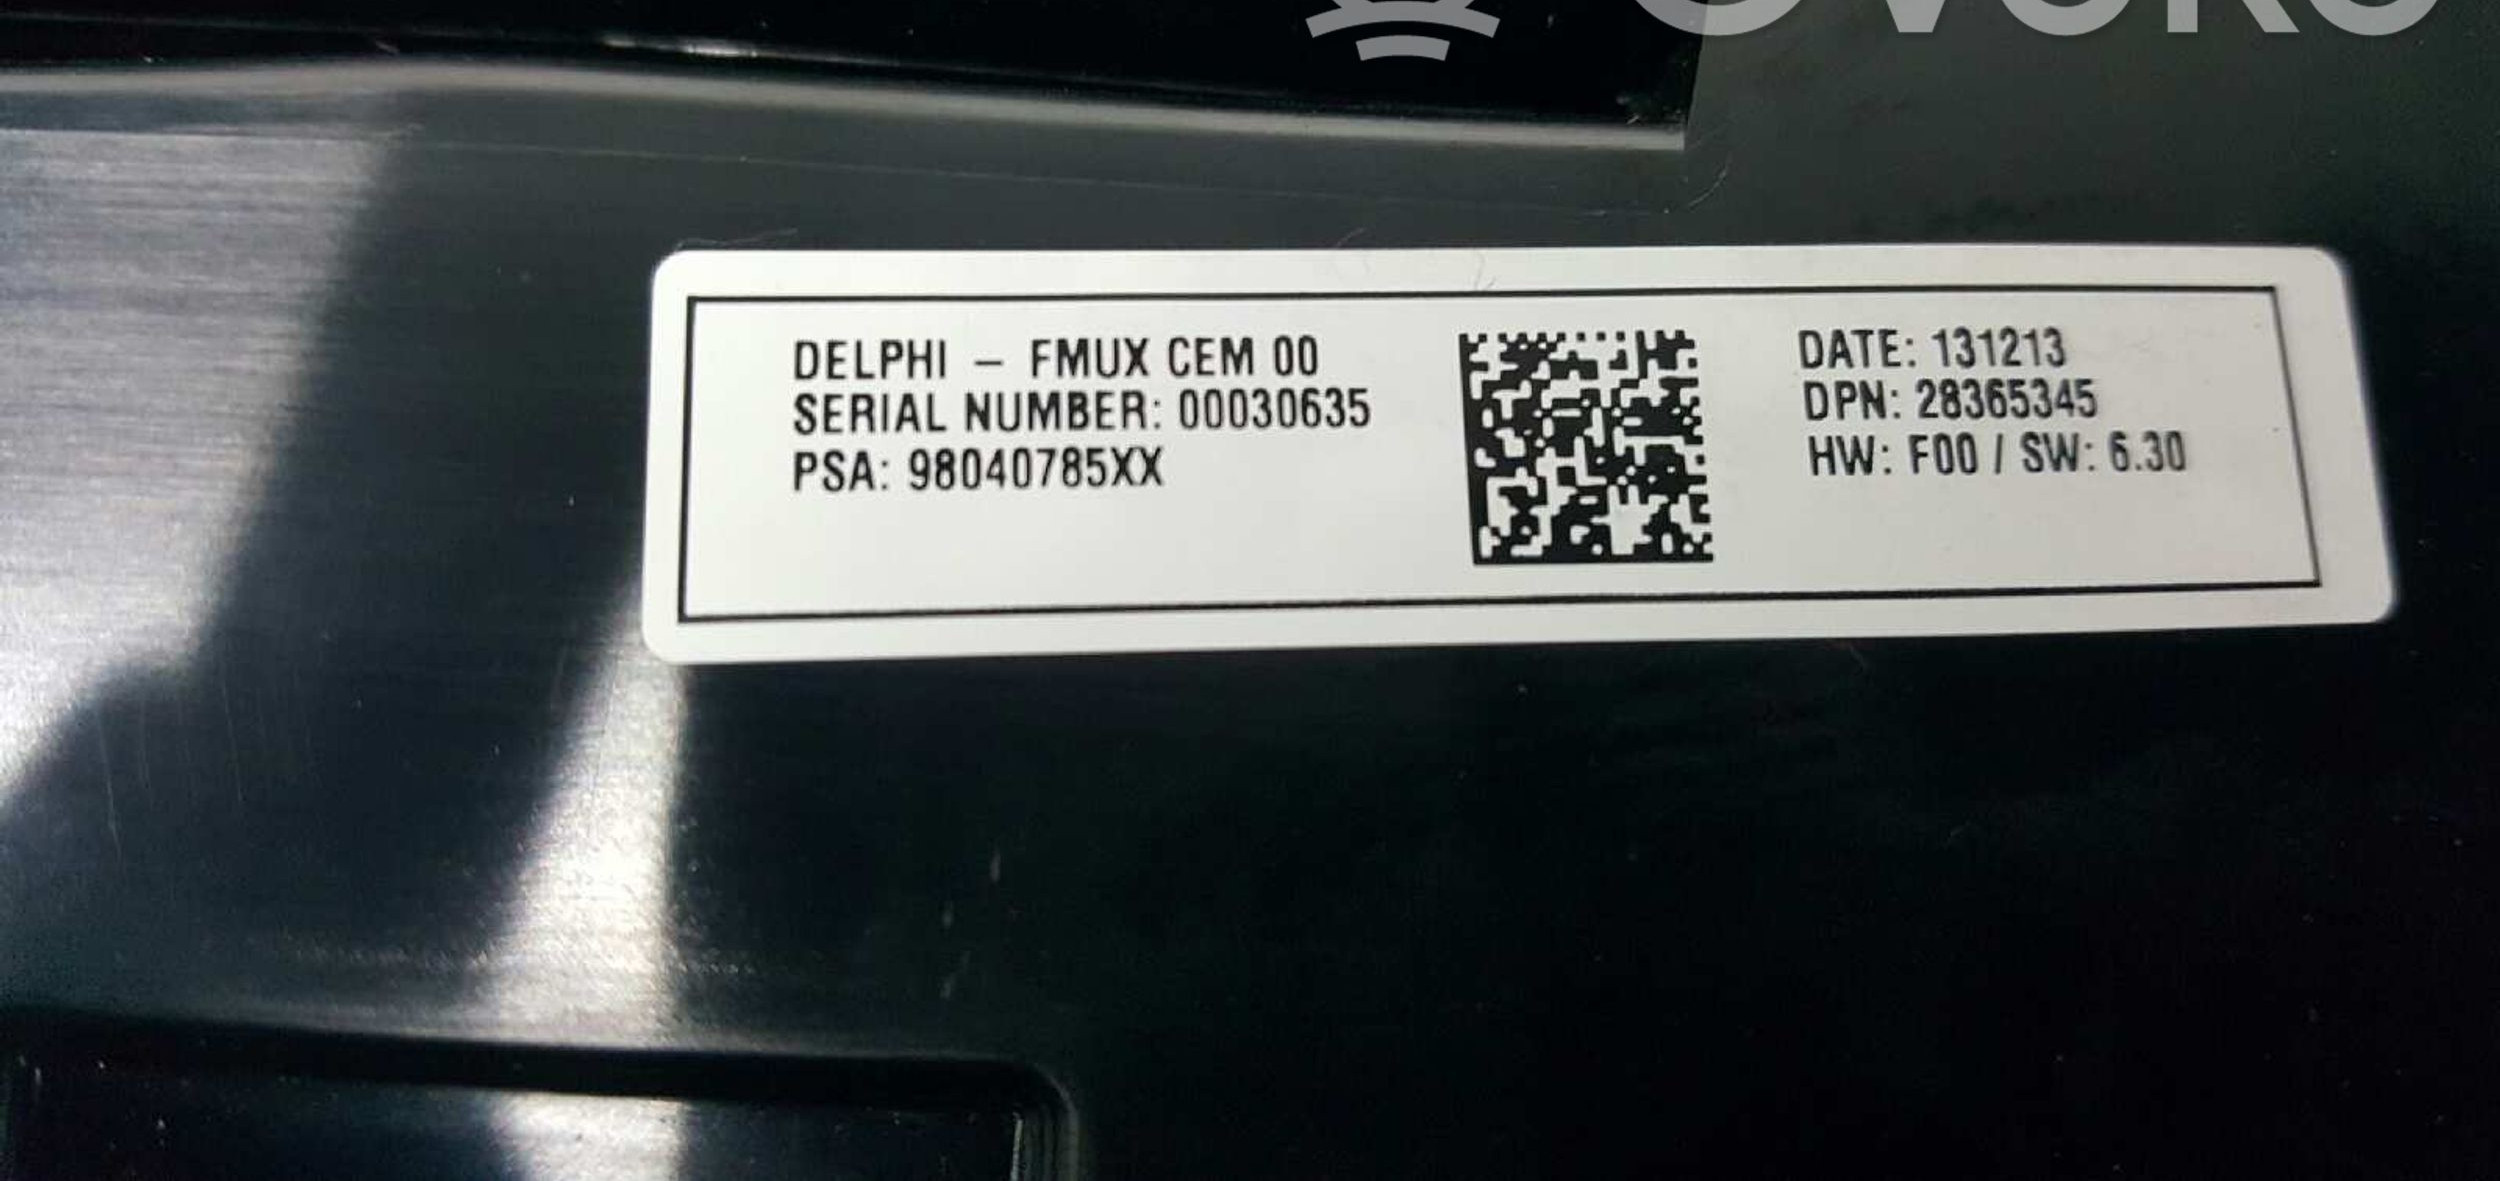 DELPHI – FMUX CEM 00
SERIAL NUMBER: 00030635
PSA: 98040785XX
DATE: 131213
DPN: 28365345
HW: F00 / SW: 6.30